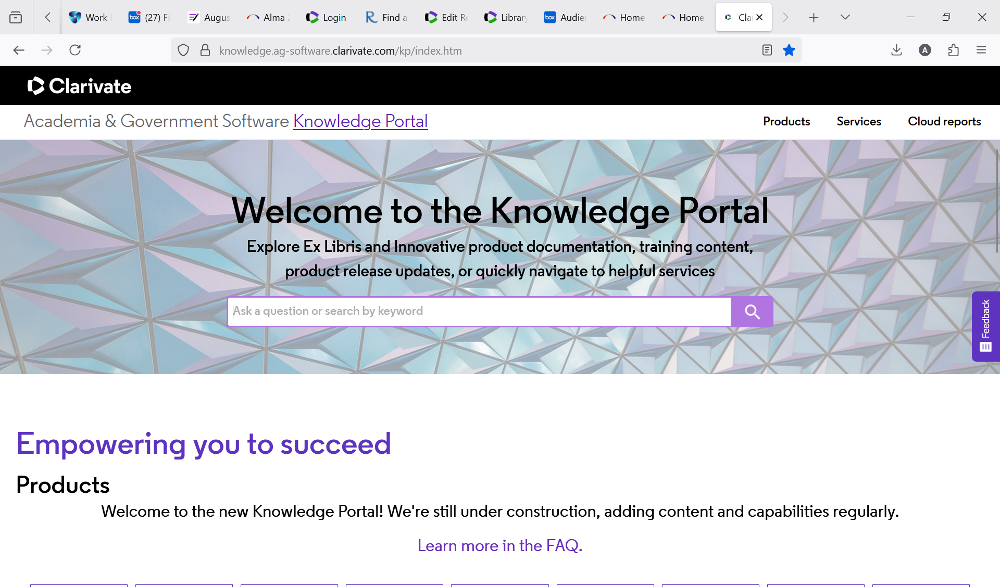 Work
(27) Fi
Augus
Alma 2
Login
Find a
Edit Re
Library
Audie
Home
Home
Clar
knowledge.ag-software.clarivate.com/kp/index.htm
A
Clarivate
Academia & Government Software Knowledge Portal
Products
Services
Cloud reports
Welcome to the Knowledge Portal
Explore Ex Libris and Innovative product documentation, training content,
product release updates, or quickly navigate to helpful services
Ask a question or search by keyword
Feedback
Empowering you to succeed
Products
Welcome to the new Knowledge Portal! We're still under construction, adding content and capabilities regularly.
Learn more in the FAQ.